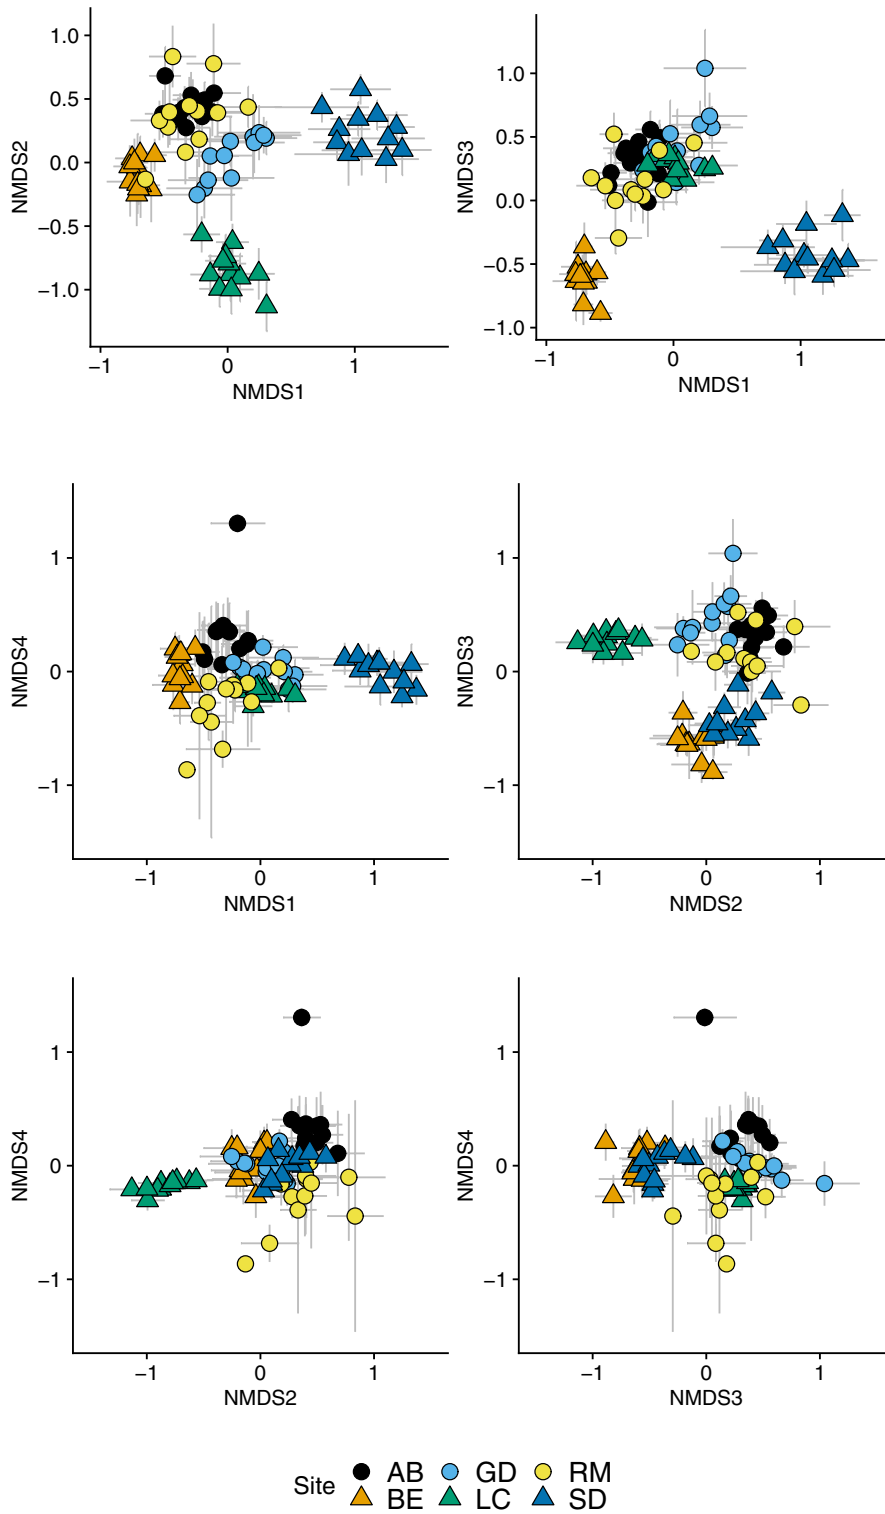 1.0
0.5
0.0
−0.5
−1.0
NMDS2
−1 0 1
NMDS1
1.0
0.5
0.0
−0.5
−1.0
NMDS3
−1 0 1
NMDS1
1
0
−1
NMDS4
−1 0 1
NMDS1
1
0
−1
NMDS3
−1 0 1
NMDS2
1
0
−1
NMDS4
−1 0 1
NMDS2
1
0
−1
NMDS4
−1 0 1
NMDS3
Site
AB GD RM
BE LC SD